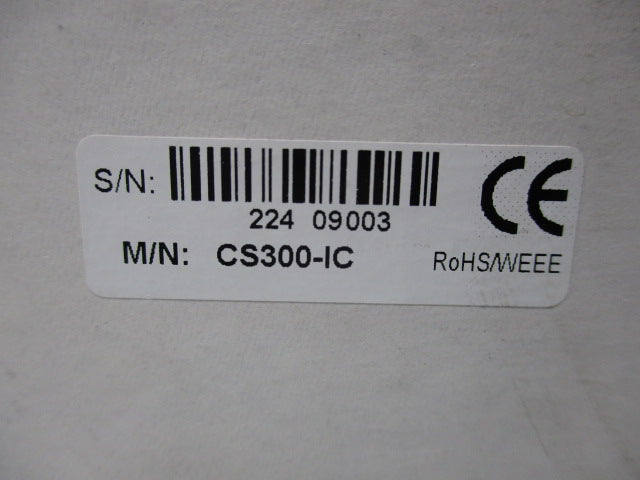 S/N:
224 09003
M/N: CS300-IC
CE
RoHS/WEEE